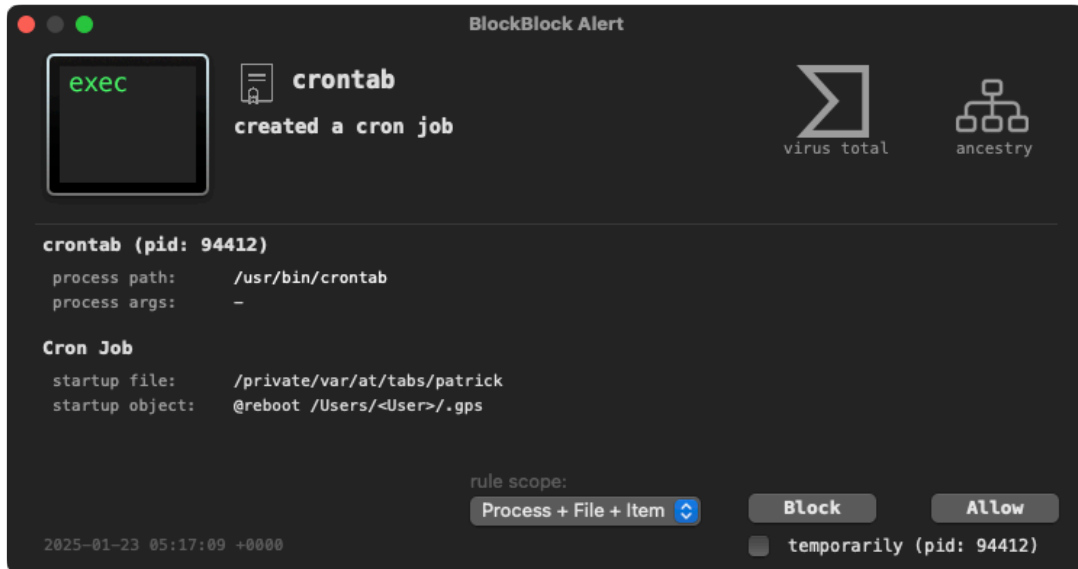 BlockBlock Alert
exec
crontab
created a cron job
virus total
ancestry
crontab (pid: 94412)
process path: /usr/bin/crontab
process args: –
Cron Job
startup file: /private/var/at/tabs/patrick
startup object: @reboot /Users/<User>/.gps
rule scope:
Process + File + Item
Block
Allow
2025-01-23 05:17:09 +0000
temporarily (pid: 94412)